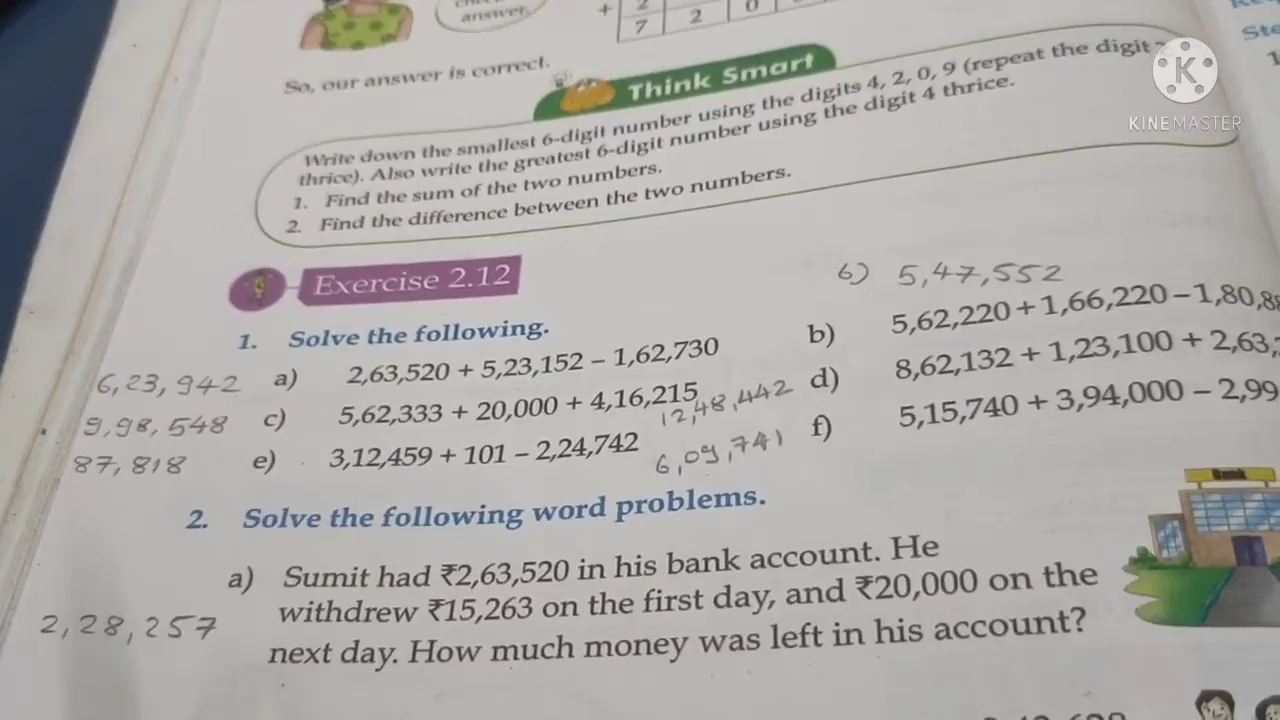 answer.
+ 2
7 2 0
So, our answer is correct.
Think Smart
Write down the smallest 6-digit number using the digits 4, 2, 0, 9 (repeat the digit
thrice). Also write the greatest 6-digit number using the digit 4 thrice.
1. Find the sum of the two numbers.
2. Find the difference between the two numbers.
KINEMASTER
Exercise 2.12
1. Solve the following.
6) 5,47,552
6,23,942 a) 2,63,520 + 5,23,152 – 1,62,730
b) 5,62,220 + 1,66,220 – 1,80,8
9,98,548 c) 5,62,333 + 20,000 + 4,16,215
12,48,442 d) 8,62,132 + 1,23,100 + 2,63,
87,818 e) 3,12,459 + 101 – 2,24,742
6,09,741 f) 5,15,740 + 3,94,000 – 2,99
2. Solve the following word problems.
a) Sumit had ₹2,63,520 in his bank account. He
withdrew ₹15,263 on the first day, and ₹20,000 on the
2,28,257
next day. How much money was left in his account?